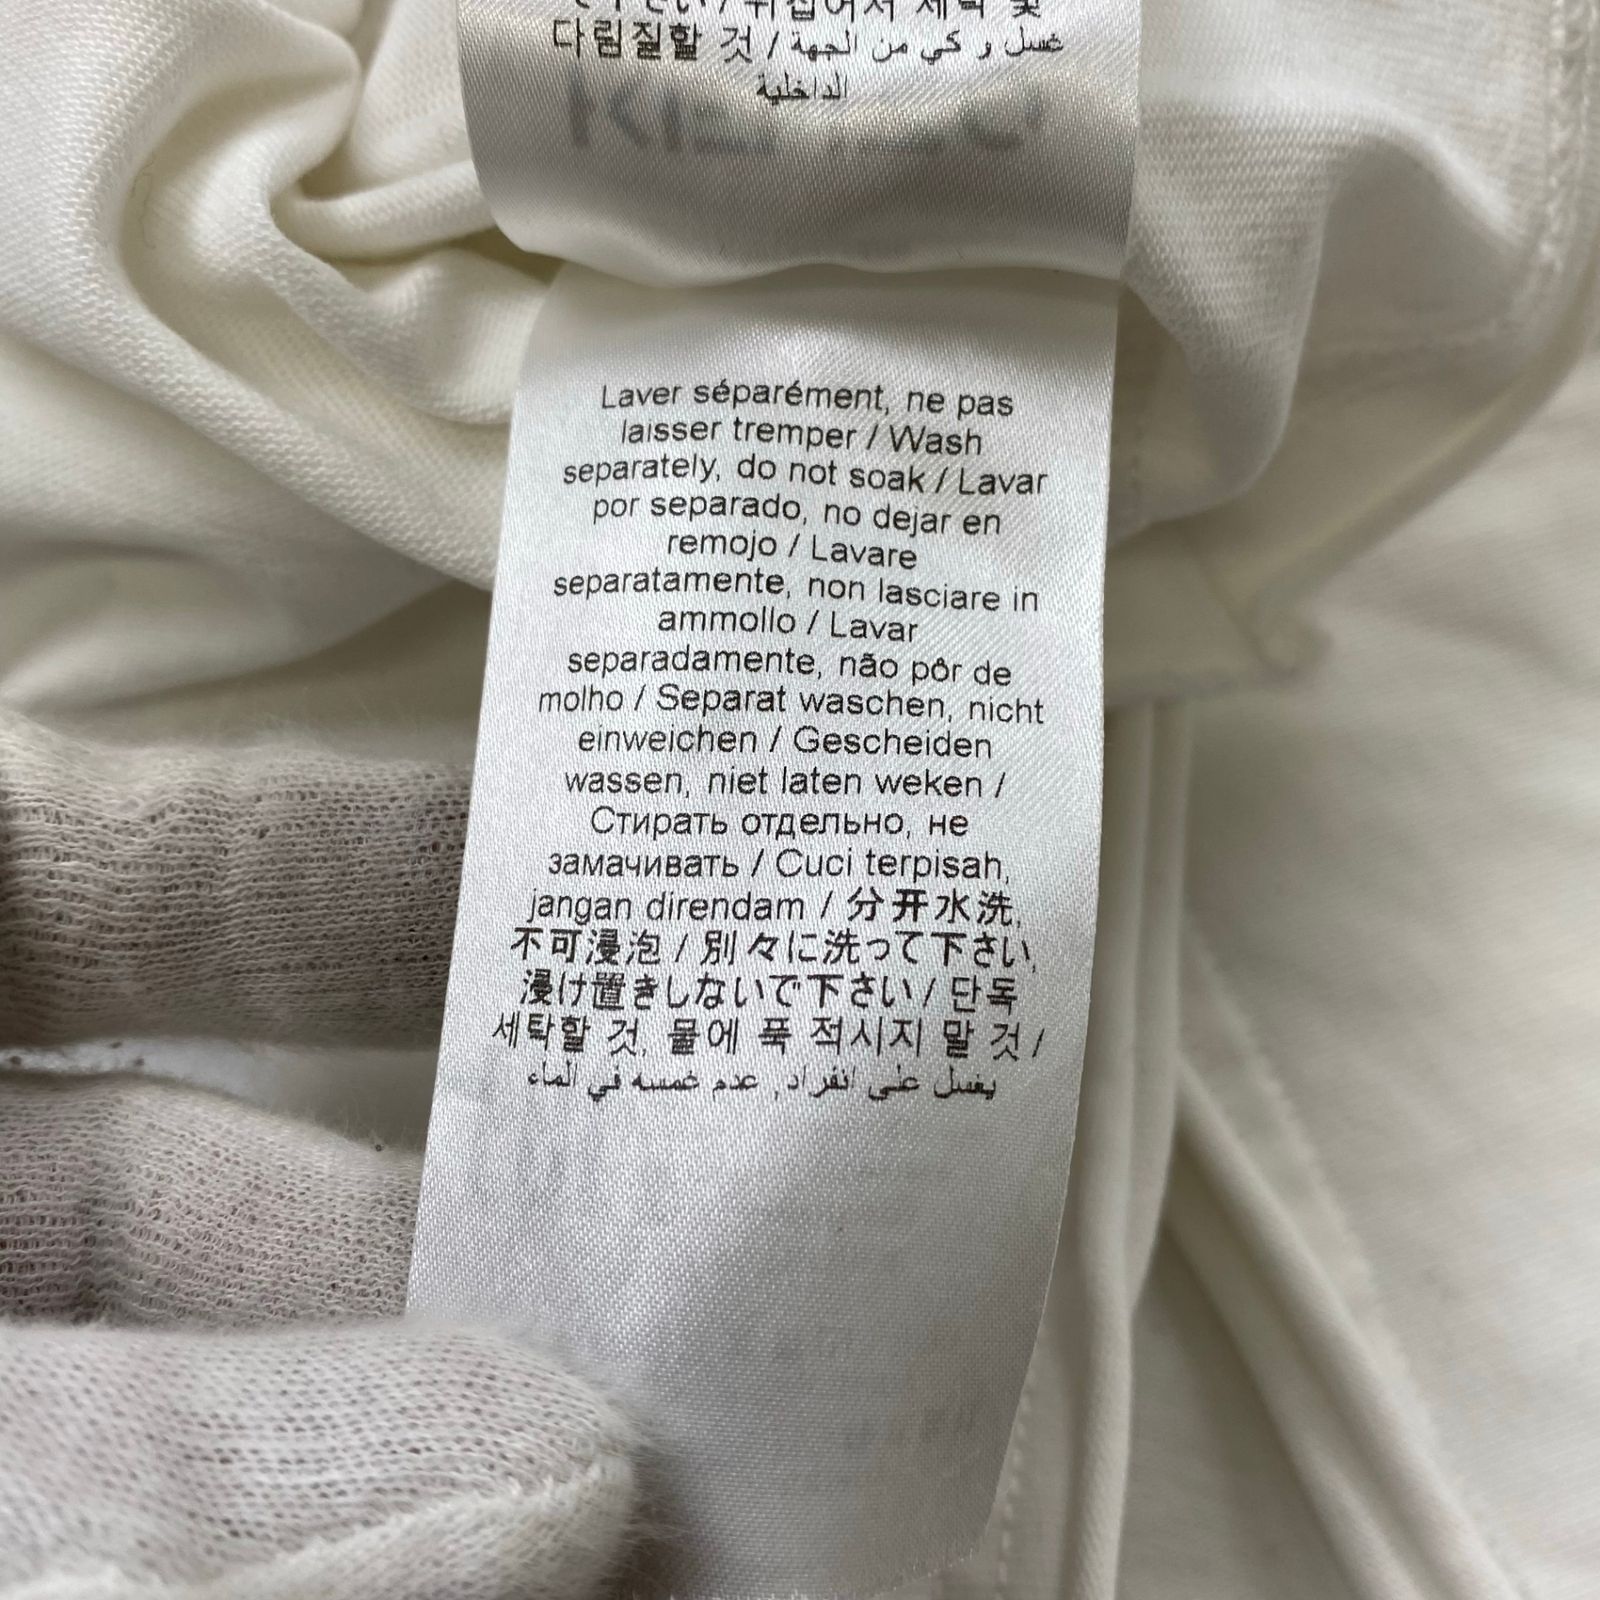 다림질할 것 / غسل و كي من الجهة
الداخلية
Laver séparément, ne pas
laisser tremper / Wash
separately, do not soak / Lavar
por separado, no dejar en
remojo / Lavare
separatamente, non lasciare in
ammollo / Lavar
separadamente, não pôr de
molho / Separat waschen, nicht
einweichen / Gescheiden
wassen, niet laten weken /
Стирать отдельно, не
замачивать / Cuci terpisah,
jangan direndam / 分开水洗,
不可浸泡 / 別々に洗って下さい,
浸け置きしないで下さい / 단독
세탁할 것, 물에 푹 적시지 말 것 /
يغسل على انفراد, عدم غمسه في الماء